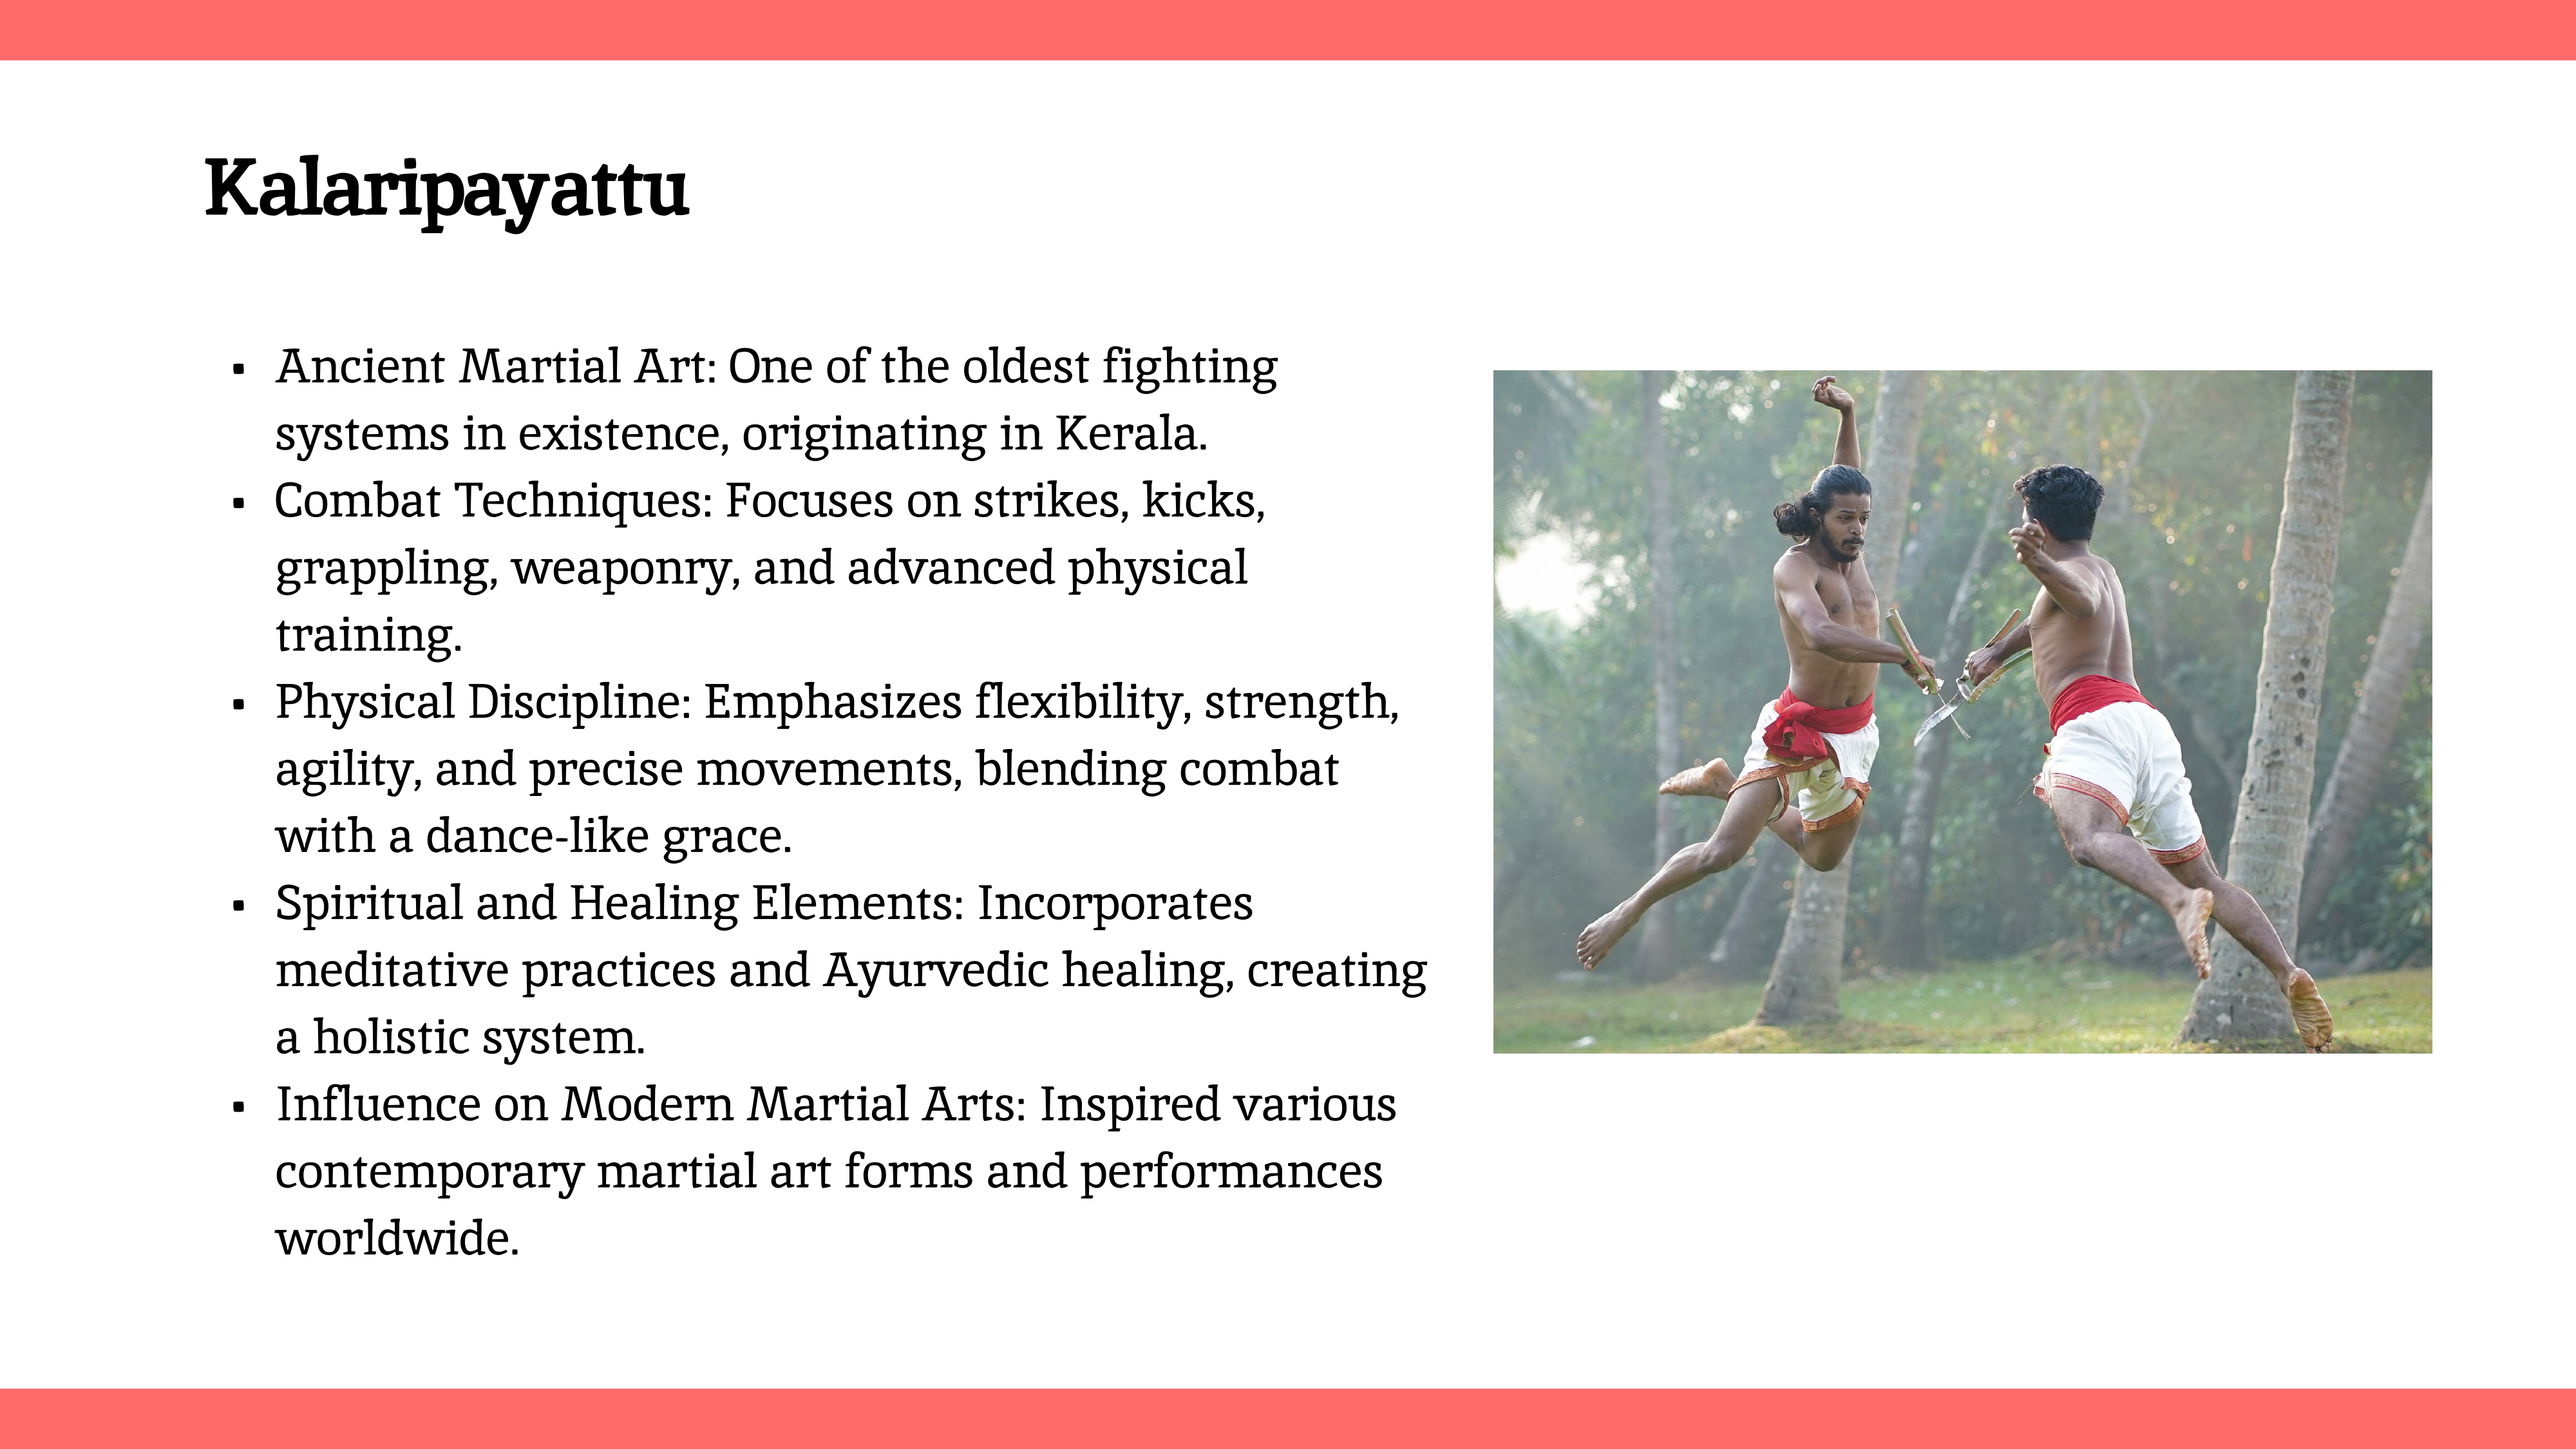 Kalaripayattu
▪ Ancient Martial Art: One of the oldest fighting
systems in existence, originating in Kerala.
▪ Combat Techniques: Focuses on strikes, kicks,
grappling, weaponry, and advanced physical
training.
▪ Physical Discipline: Emphasizes flexibility, strength,
agility, and precise movements, blending combat
with a dance-like grace.
▪ Spiritual and Healing Elements: Incorporates
meditative practices and Ayurvedic healing, creating
a holistic system.
▪ Influence on Modern Martial Arts: Inspired various
contemporary martial art forms and performances
worldwide.